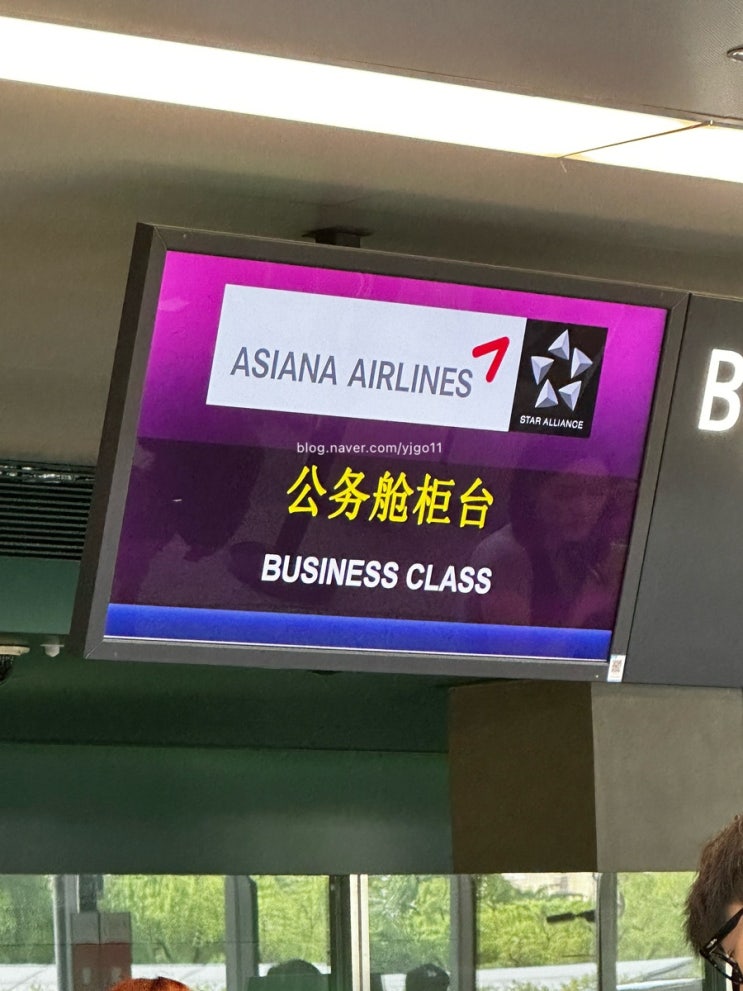 ASIANA AIRLINES
STAR ALLIANCE
blog.naver.com/yjgo11
公务舱柜台
BUSINESS CLASS
B